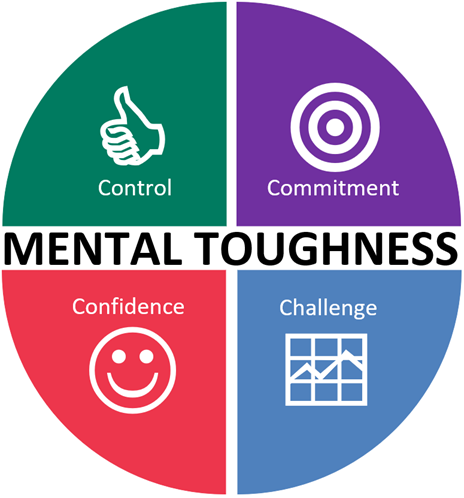 Control
Commitment
MENTAL TOUGHNESS
Confidence
Challenge